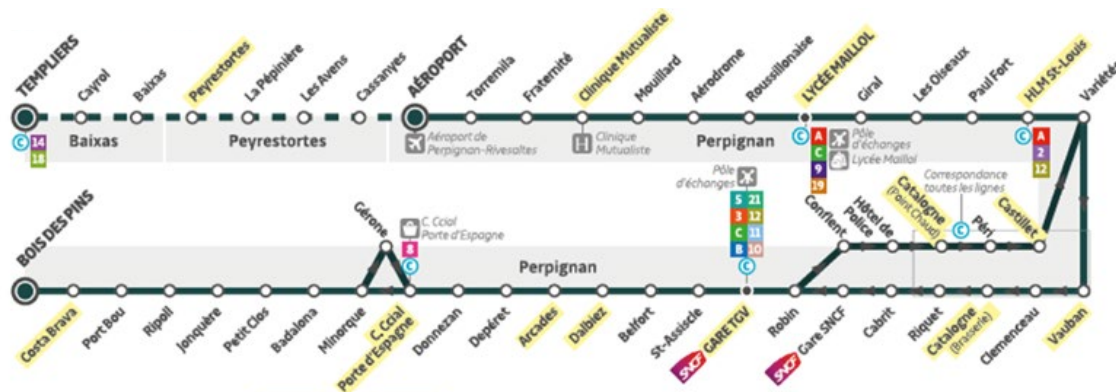 TEMPLIERS
Cayrol
Baixas
Peyrestortes
La Pépinière
Les Avens
Cassanyes
AÉROPORT
Torremila
Fraternité
Clinique Mutualiste
Mouillard
Aérodrome
Roussillonaise
LYCÉE MAILLOL
Giral
Les Oiseaux
Paul Fort
HLM St-Louis
Variétés
C 14
18
Baixas
Peyrestortes
Aéroport de
Perpignan-Rivesaltes
H Clinique
Mutualiste
Perpignan
C A
C
9
19
Pôle
d'échanges
Lycée Maillol
C A
2
12
Correspondance
toutes les lignes
C
Pôle
d'échanges
S 21
3 12
C 11
B 10
C
Confluent
Hôtel de
Police
Catalogne
(Point Chaud)
Péri
Castillet
BOIS DES PINS
Gérone
C. Ccial
Porte d'Espagne
8
C
Perpignan
Costa Brava
Port Bou
Ripoll
Jonquère
Petit Clos
Badalona
Minorque
C. Ccial
Porte d'Espagne
Donnezan
Depéret
Arcades
Dalbiez
Belfort
St-Assiscle
SNCF
GARE TGV
Robin
SNCF
Gare SNCF
Cabrit
Riquet
Catalogne
(Braisserie)
Clemenceau
Vauban